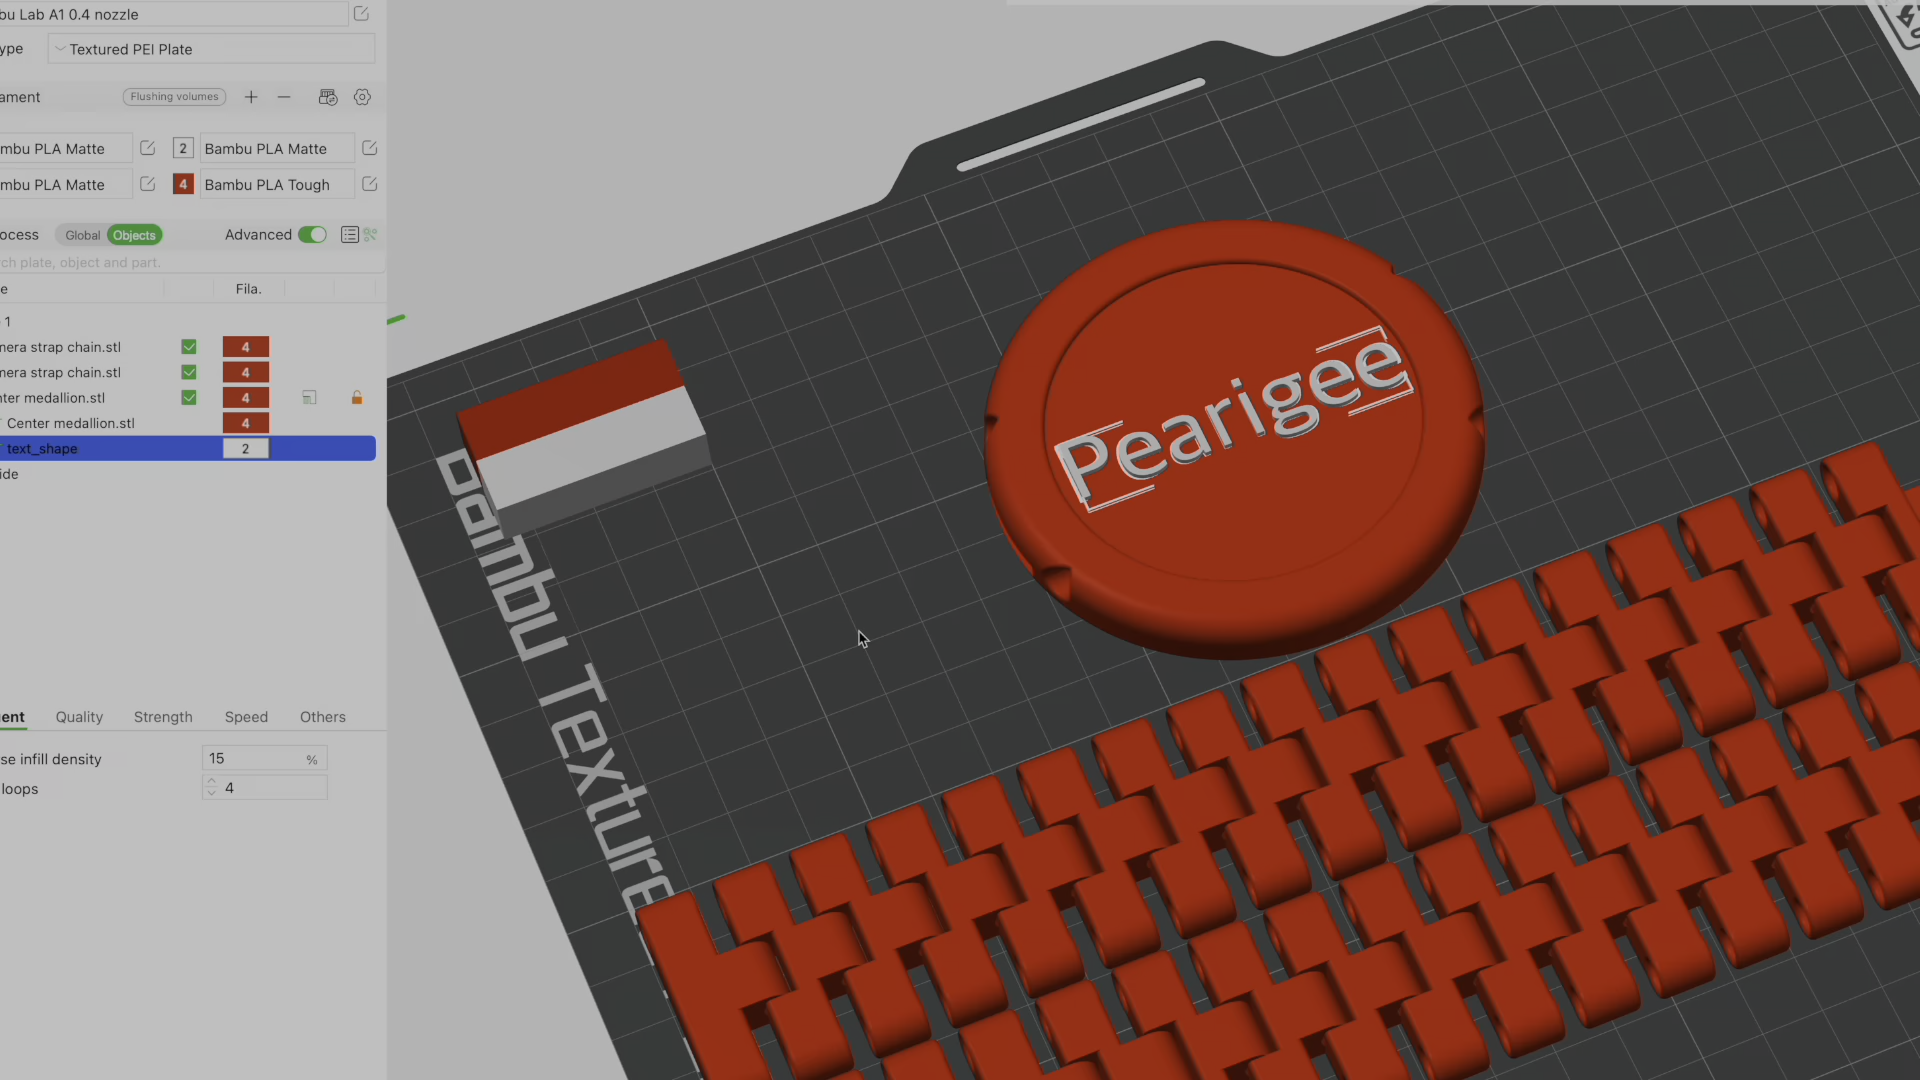 bu Lab A1 0.4 nozzle
ype
Textured PEI Plate
ament
Flushing volumes
mbu PLA Matte
2
Bambu PLA Matte
mbu PLA Matte
4
Bambu PLA Tough
ocess
Global
Objects
Advanced
ch plate, object and part.
e
Fila.
1
nera strap chain.stl
4
nera strap chain.stl
4
nter medallion.stl
4
Center medallion.stl
4
text_shape
2
ide
ent
Quality
Strength
Speed
Others
se infill density
15
%
loops
4
Bambu Texture
Pearigee